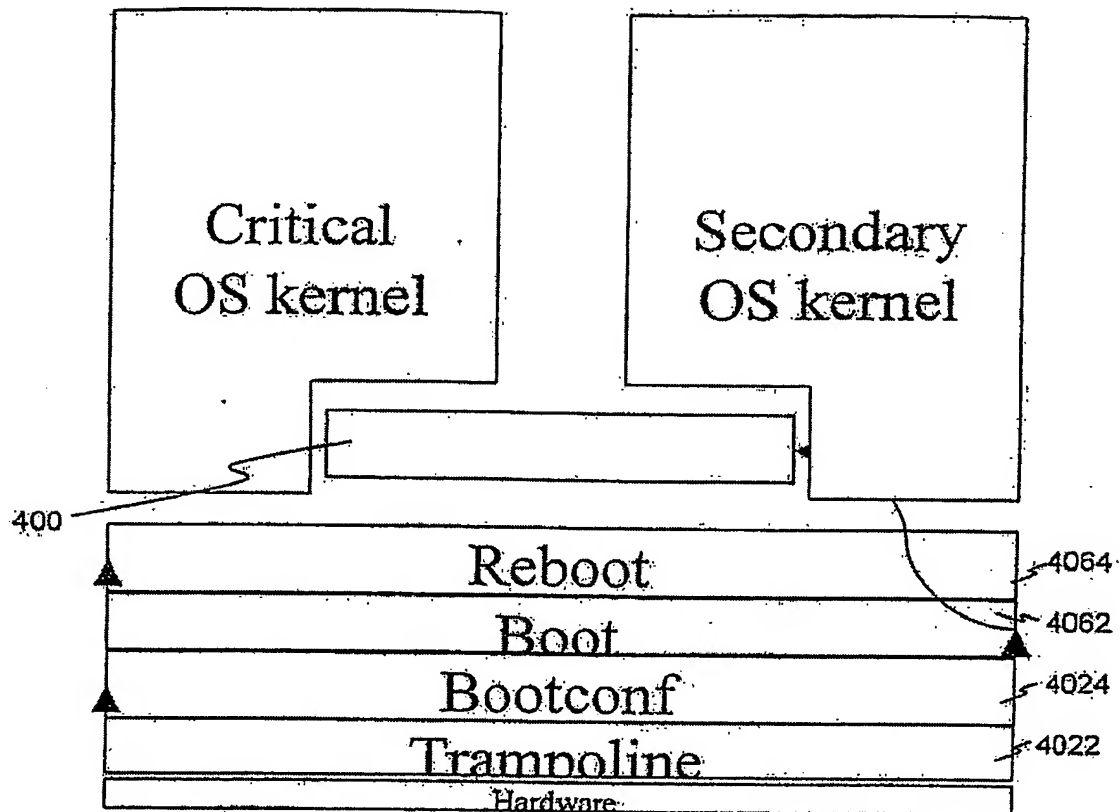 Critical
OS kernel
Secondary
OS kernel
400
Reboot
4064
Boot
4062
Bootconf
4024
Trampoline
4022
Hardware